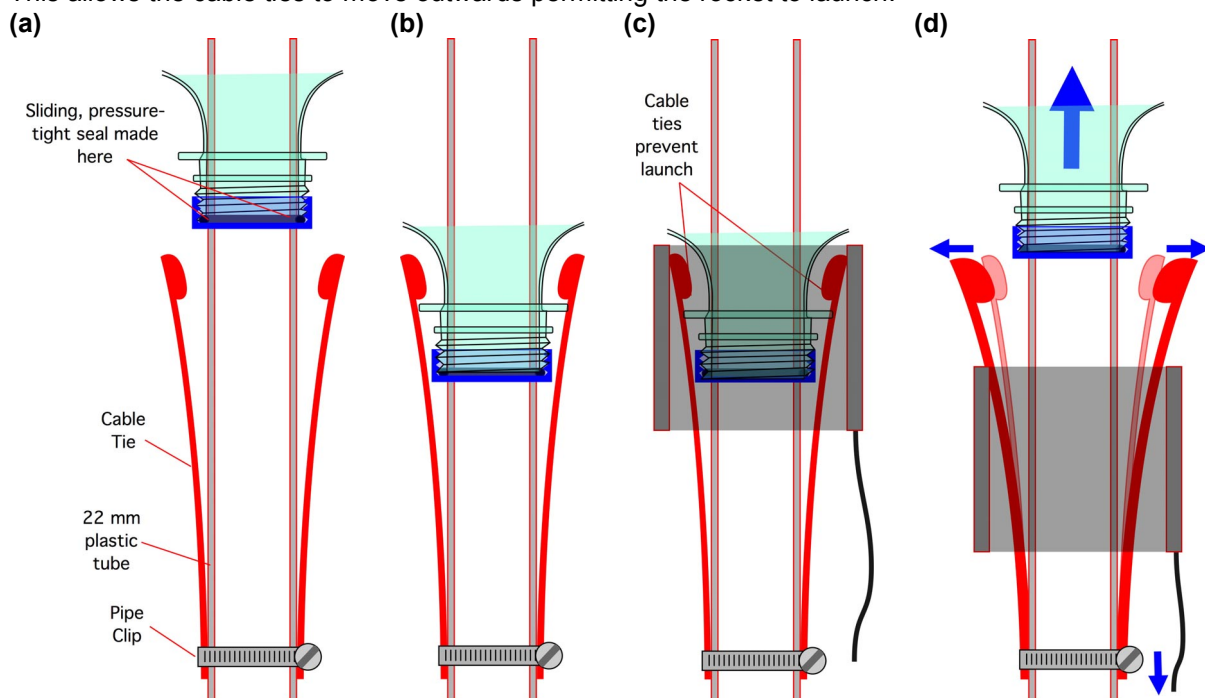 This allows the cable ties to move outwards permitting the rocket to launch.
(a)
(b)
(c)
(d)
Sliding, pressure-
tight seal made
here
Cable
ties
prevent
launch
Cable
Tie
22 mm
plastic
tube
Pipe
Clip